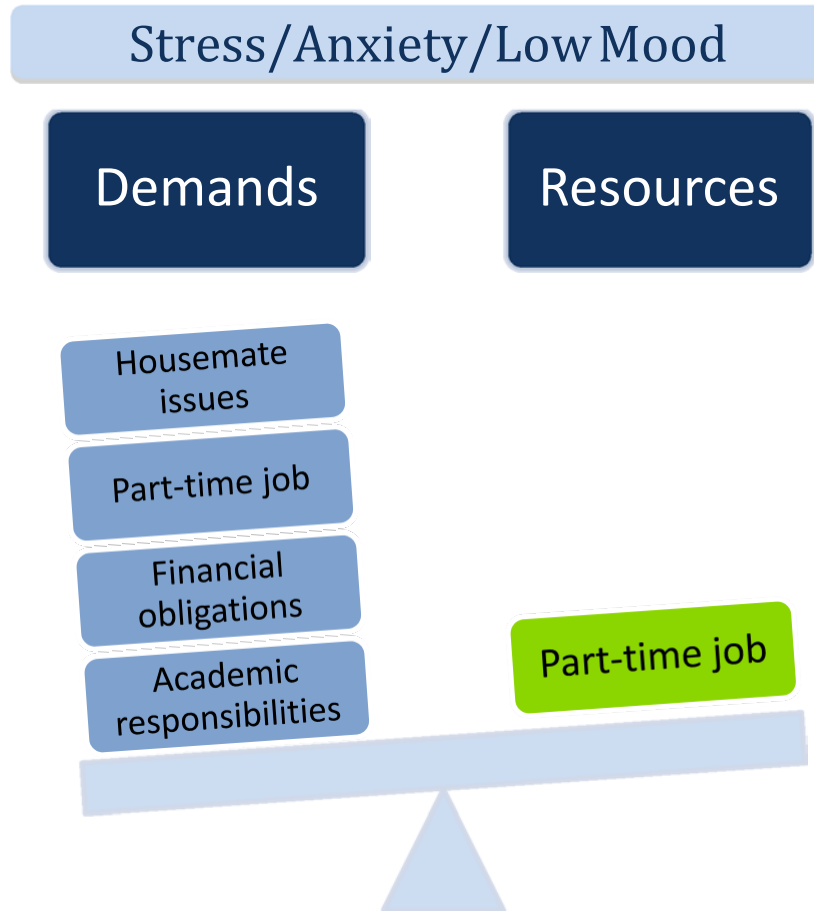 Stress/Anxiety/Low Mood
Demands
Resources
Housemate
issues
Part-time job
Financial
obligations
Academic
responsibilities
Part-time job